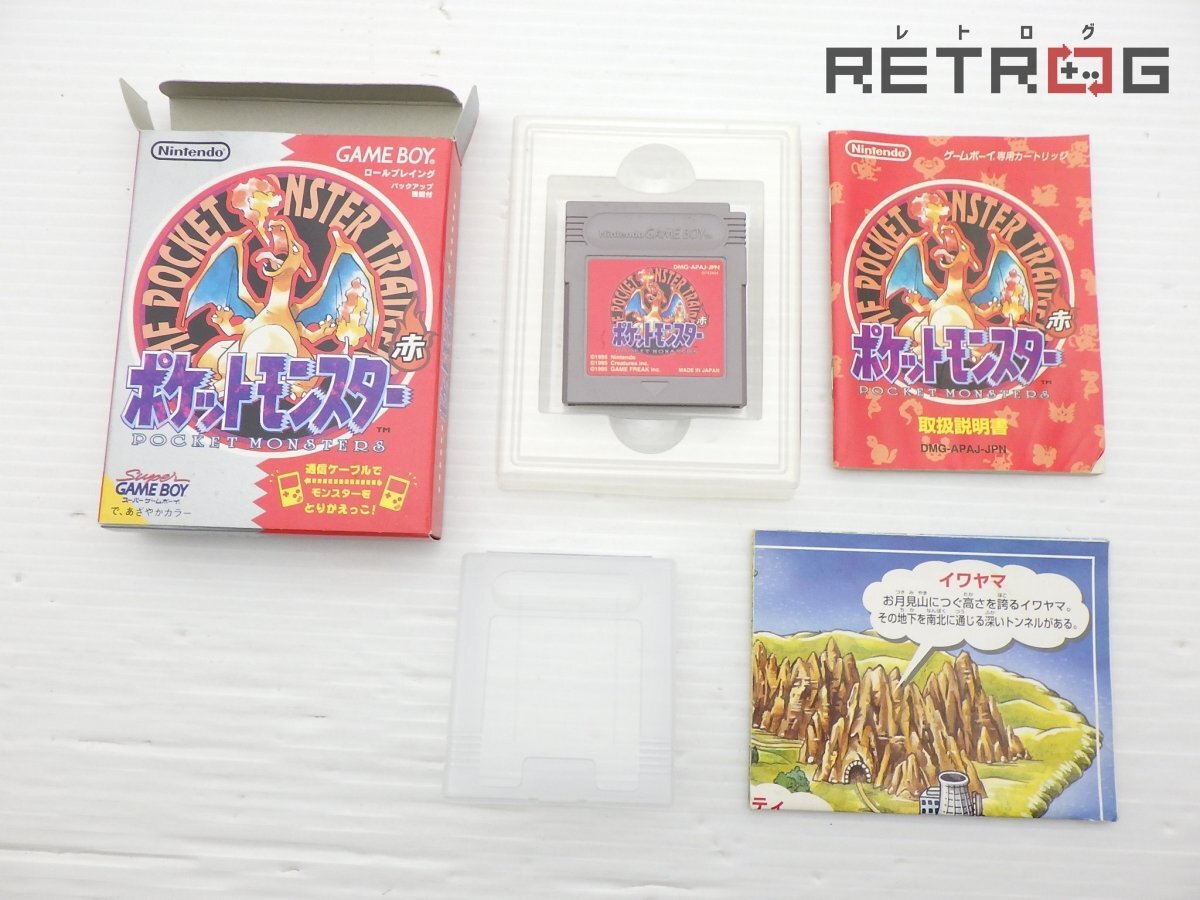 レトログ
RETROG
Nintendo
GAME BOY
ロールプレイング
バックアップ
機能付
THE POCKET MONSTER TRAINER
赤
ポケットモンスター
TM
POCKET MONSTERS
Super
GAME BOY
スーパーゲームボーイ
で、あざやかカラー
通信ケーブルで
モンスターを
とりかえっこ!
Nintendo GAME BOY
DMG-APAJ-JPN
POCKET MONSTER TRAI
赤
ポケットモンスター
POCKET MONSTERS
©1995 Nintendo
©1995 Creatures inc.
©1995 GAME FREAK inc.
MADE IN JAPAN
Nintendo
ゲームボーイ専用カートリッジ
THE POCKET MONSTER TRAINER
赤
ポケットモンスター
TM
POCKET MONSTERS
取扱説明書
DMG-APAJ-JPN
イワヤマ
お月見山につぐ高さを誇るイワヤマ。
その地下を南北に通じる深いトンネルがある。
ティ